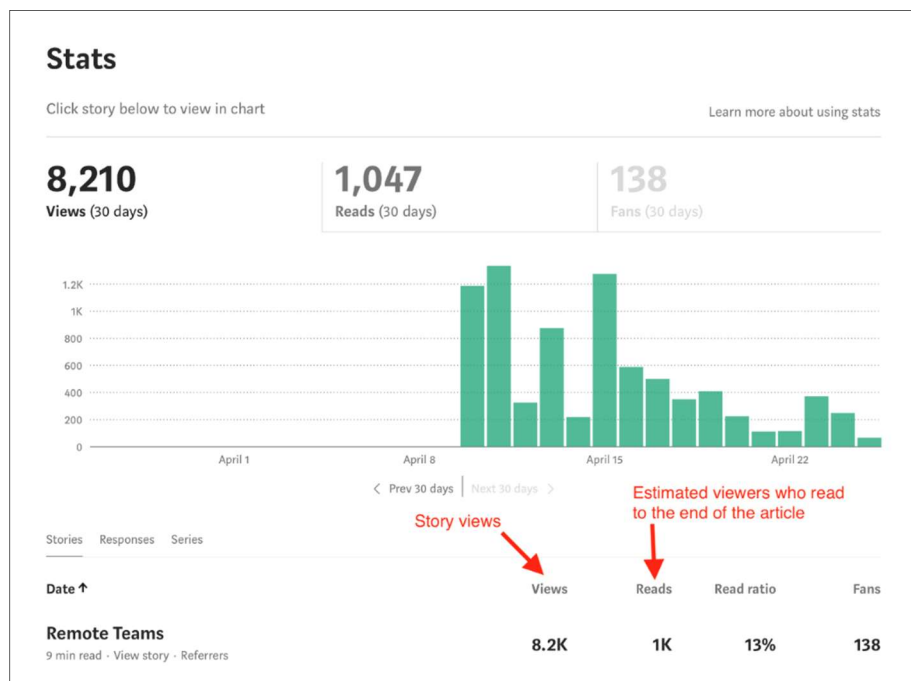 Stats
Click story below to view in chart
Learn more about using stats
8,210
Views (30 days)
1,047
Reads (30 days)
138
Fans (30 days)
1.2K
1K
800
600
400
200
0
April 1
April 8
April 15
April 22
Prev 30 days
Next 30 days
Story views
Estimated viewers who read
to the end of the article
Stories Responses Series
Date ↑ Views Reads Read ratio Fans
Remote Teams
9 min read · View story · Referrers
8.2K 1K 13% 138